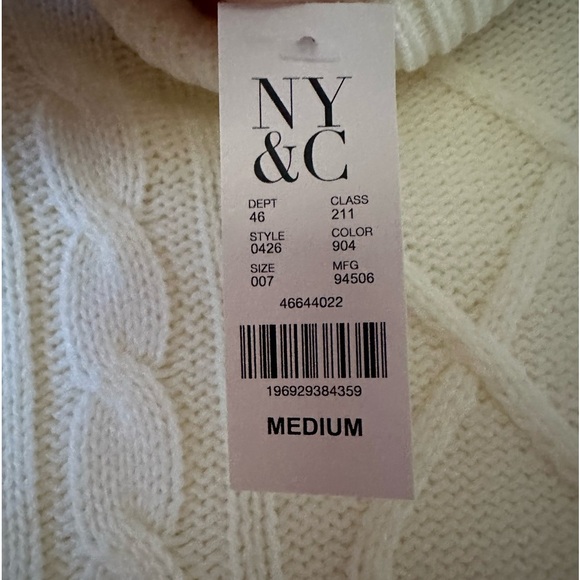 NY
&C
DEPT CLASS
46 211
STYLE COLOR
0426 904
SIZE MFG
007 94506
46644022
196929384359
MEDIUM